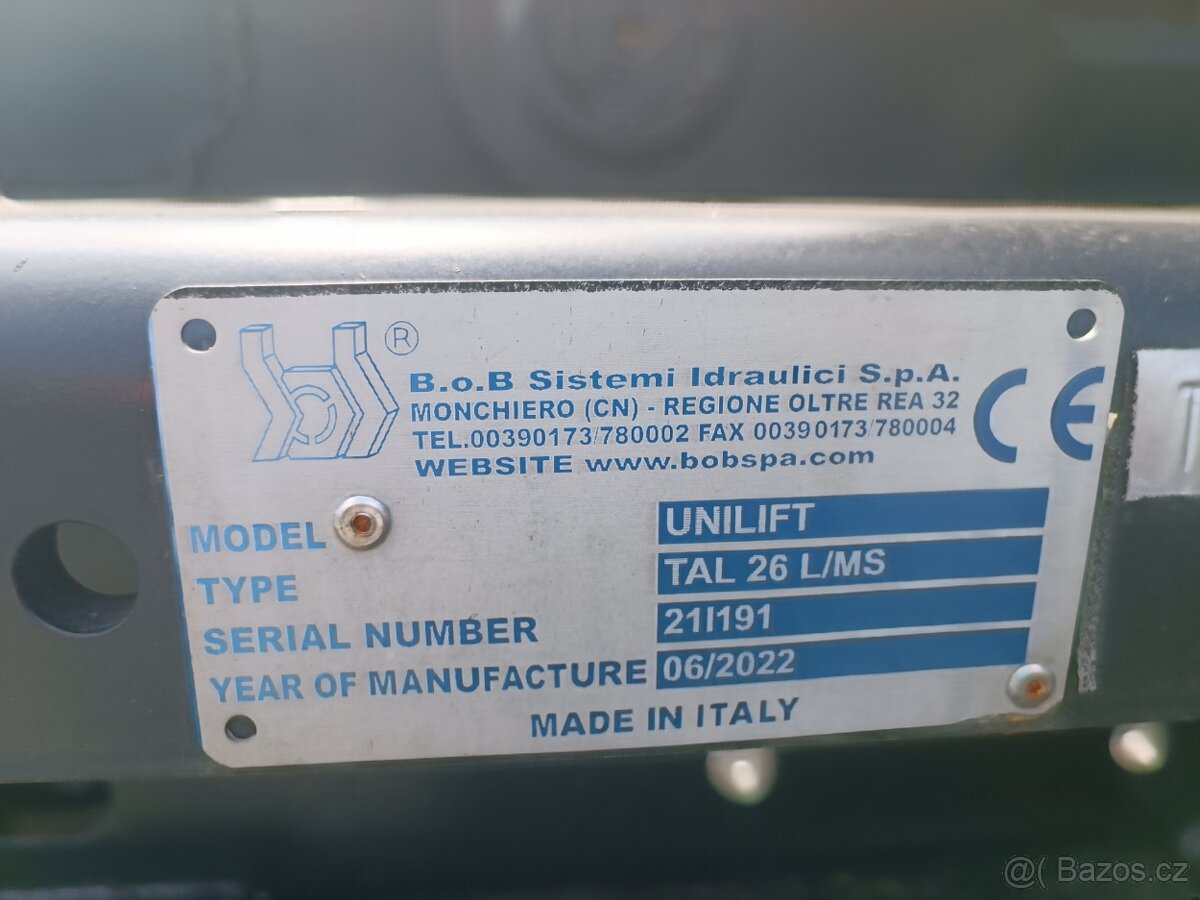 ®
B.o.B Sistemi Idraulici S.p.A.
MONCHIERO (CN) - REGIONE OLTRE REA 32
TEL.00390173/780002 FAX 00390173/780004
WEBSITE www.bobspa.com
CE
MODEL UNILIFT
TYPE TAL 26 L/MS
SERIAL NUMBER 21I191
YEAR OF MANUFACTURE 06/2022
MADE IN ITALY
T
@( Bazos.cz